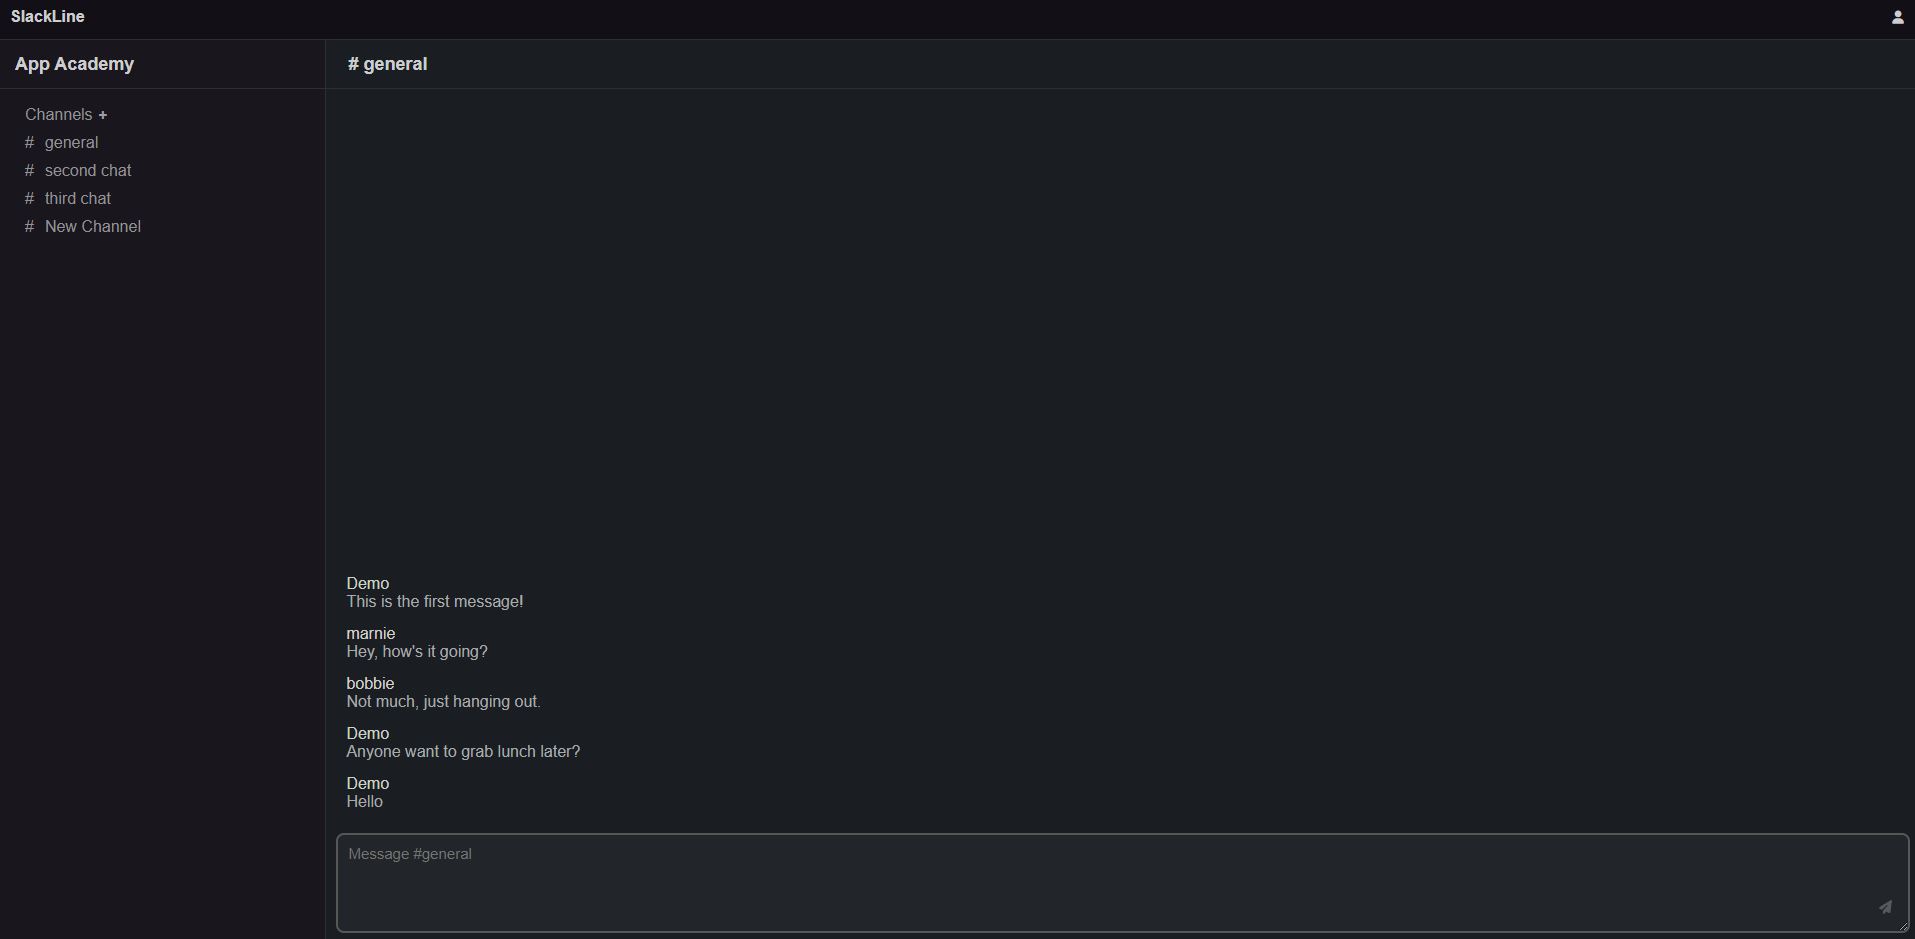 SlackLine
App Academy
# general
Channels +
# general
# second chat
# third chat
# New Channel
Demo
This is the first message!
marnie
Hey, how's it going?
bobbie
Not much, just hanging out.
Demo
Anyone want to grab lunch later?
Demo
Hello
Message #general